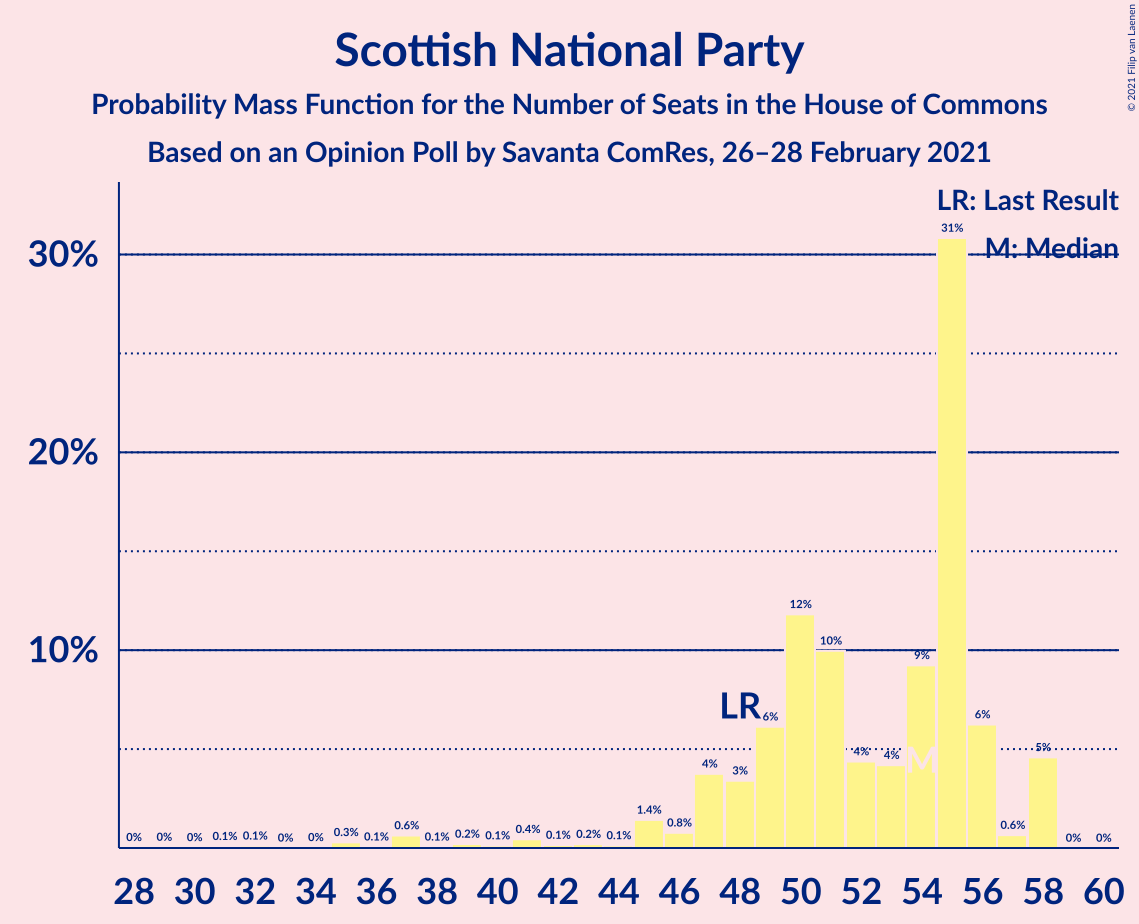 © 2021 Filip van Laenen
Scottish National Party
Probability Mass Function for the Number of Seats in the House of Commons
Based on an Opinion Poll by Savanta ComRes, 26–28 February 2021
LR: Last Result
M: Median
30%
20%
10%
0% 0% 0% 0.1% 0.1% 0% 0% 0.3% 0.1% 0.6% 0.1% 0.2% 0.1% 0.4% 0.1% 0.2% 0.1% 1.4% 0.8% 4% 3% 6% 12% 10% 4% 4% 9% 31% 6% 0.6% 5% 0% 0%
LR
M
28 30 32 34 36 38 40 42 44 46 48 50 52 54 56 58 60